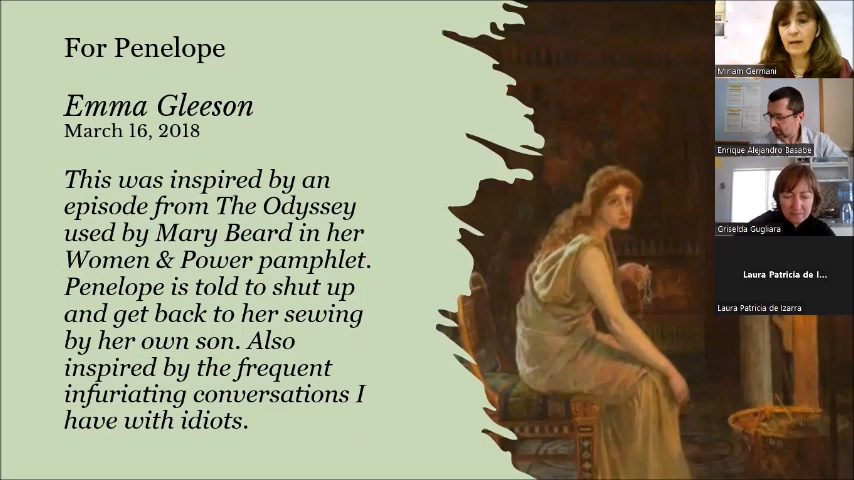 For Penelope
Emma Gleeson
March 16, 2018
This was inspired by an
episode from The Odyssey
used by Mary Beard in her
Women & Power pamphlet.
Penelope is told to shut up
and get back to her sewing
by her own son. Also
inspired by the frequent
infuriating conversations I
have with idiots.
Miriam Germani
Enrique Alejandro Basabe
Griselda Gugliara
Laura Patricia de I...
Laura Patricia de Izarra